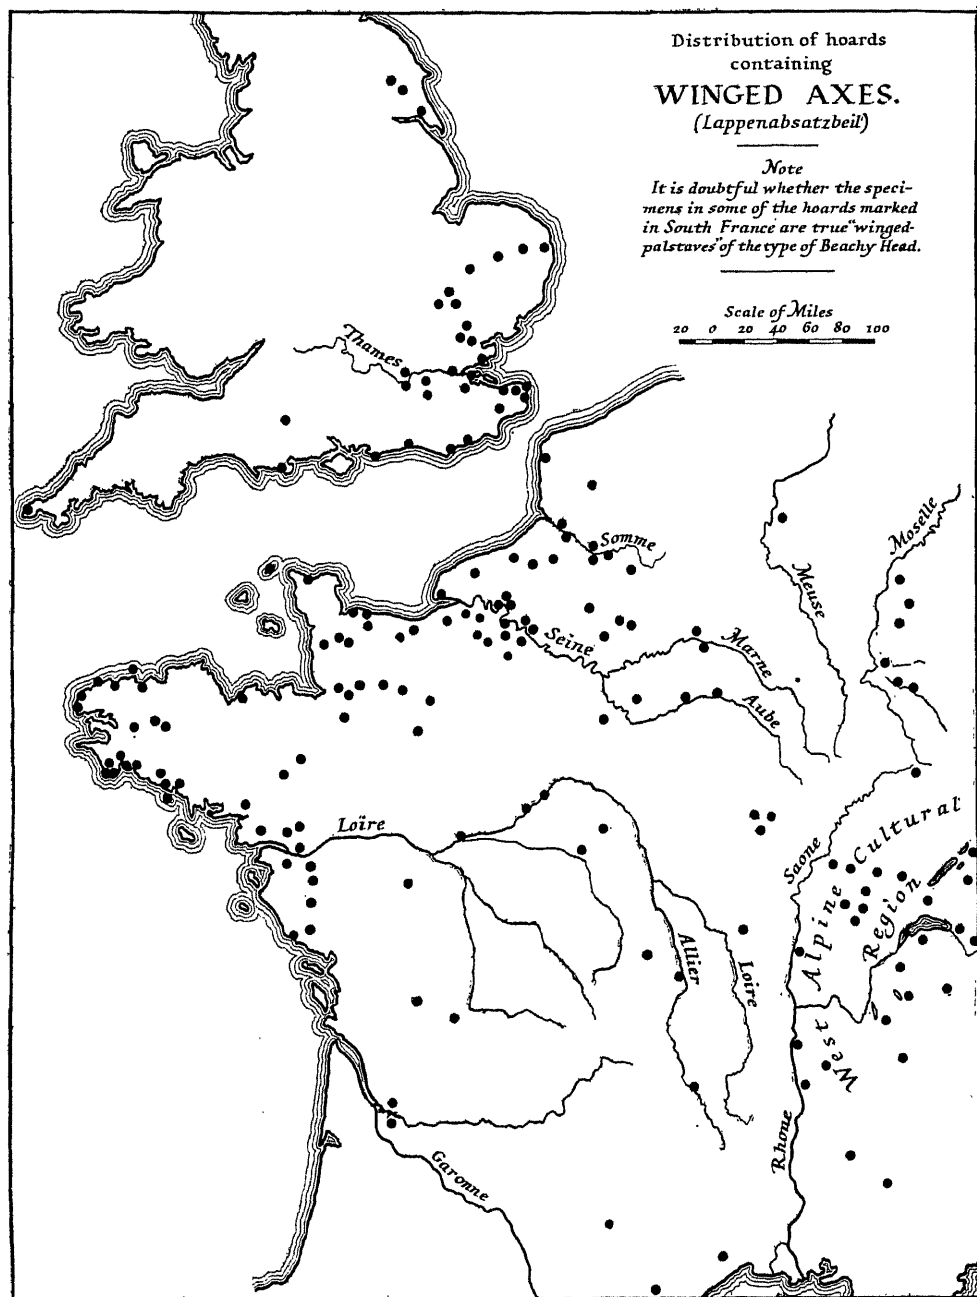 Distribution of hoards
containing
WINGED AXES.
(Lappenabsatzbeil)
Note
It is doubtful whether the speci-
mens in some of the hoards marked
in South France are true "winged-
palstaves" of the type of Beachy Head.
Scale of Miles
20 0 20 40 60 80 100
Thames
Somme
Meuse
Moselle
Seine
Marne
Aube
Loïre
Saone
West Alpine Cultural
Region
Allier
Loire
Rhone
Garonne